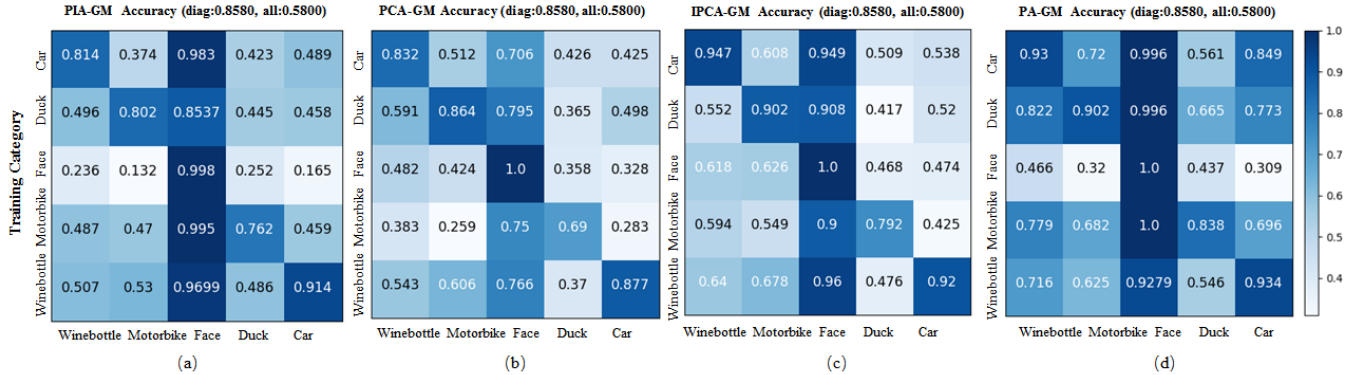 PIA-GM Accuracy (diag:0.8580, all:0.5800)
PCA-GM Accuracy (diag:0.8580, all:0.5800)
IPCA-GM Accuracy (diag:0.8580, all:0.5800)
PA-GM Accuracy (diag:0.8580, all:0.5800)
Training Category
Car 0.814 0.374 0.983 0.423 0.489
Duck 0.496 0.802 0.8537 0.445 0.458
Face 0.236 0.132 0.998 0.252 0.165
Motorbike 0.487 0.47 0.995 0.762 0.459
Winebottle 0.507 0.53 0.9699 0.486 0.914
Winebottle Motorbike Face Duck Car
(a)
Car 0.832 0.512 0.706 0.426 0.425
Duck 0.591 0.864 0.795 0.365 0.498
Face 0.482 0.424 1.0 0.358 0.328
Motorbike 0.383 0.259 0.75 0.69 0.283
Winebottle 0.543 0.606 0.766 0.37 0.877
Winebottle Motorbike Face Duck Car
(b)
Car 0.947 0.608 0.949 0.509 0.538
Duck 0.552 0.902 0.908 0.417 0.52
Face 0.618 0.626 1.0 0.468 0.474
Motorbike 0.594 0.549 0.9 0.792 0.425
Winebottle 0.64 0.678 0.96 0.476 0.92
Winebottle Motorbike Face Duck Car
(c)
Car 0.93 0.72 0.996 0.561 0.849
Duck 0.822 0.902 0.996 0.665 0.773
Face 0.466 0.32 1.0 0.437 0.309
Motorbike 0.779 0.682 1.0 0.838 0.696
Winebottle 0.716 0.625 0.9279 0.546 0.934
Winebottle Motorbike Face Duck Car
(d)
1.0
0.9
0.8
0.7
0.6
0.5
0.4